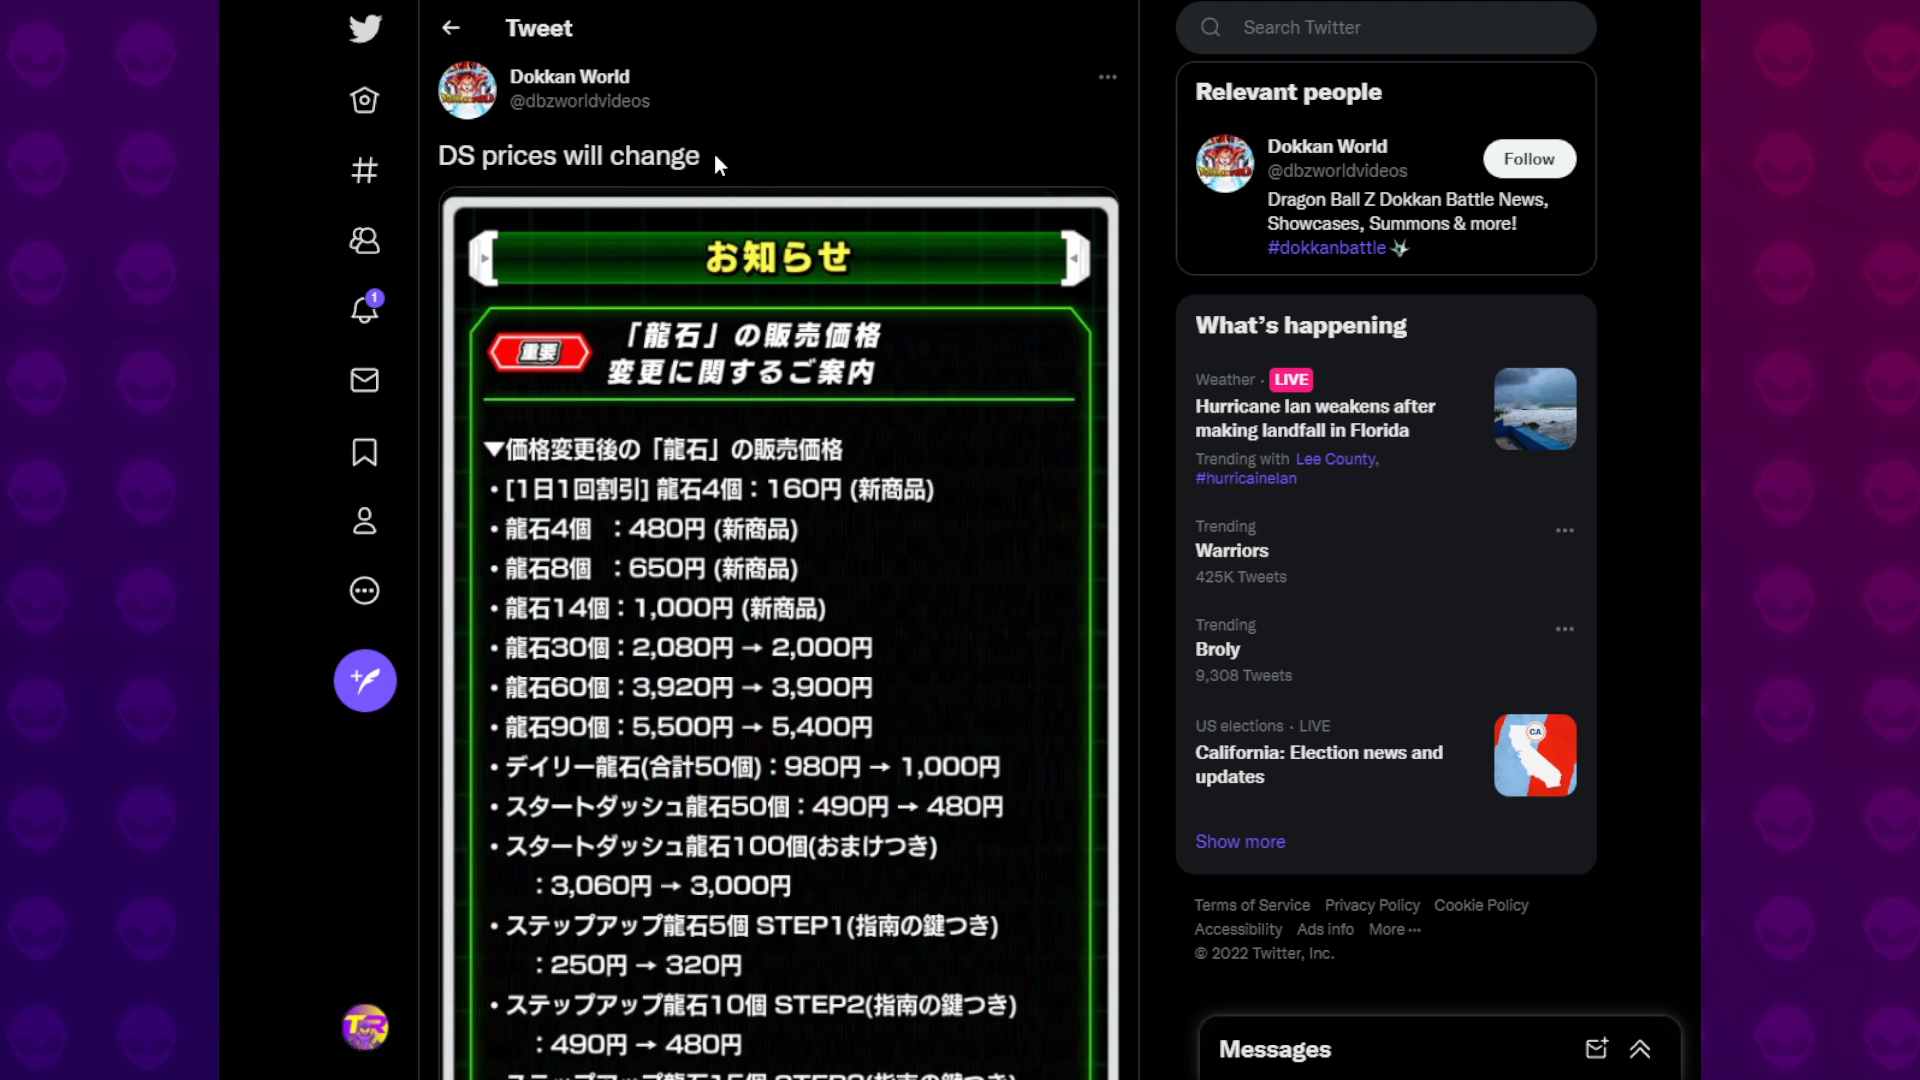 Tweet
Dokkan World
@dbzworldvideos
DS prices will change
お知らせ
重要
「龍石」の販売価格
変更に関するご案内
▼価格変更後の「龍石」の販売価格
・[1日1回割引] 龍石4個：160円 (新商品)
・龍石4個 ：480円 (新商品)
・龍石8個 ：650円 (新商品)
・龍石14個：1,000円 (新商品)
・龍石30個：2,080円 → 2,000円
・龍石60個：3,920円 → 3,900円
・龍石90個：5,500円 → 5,400円
・デイリー龍石(合計50個)：980円 → 1,000円
・スタートダッシュ龍石50個：490円 → 480円
・スタートダッシュ龍石100個(おまけつき)
：3,060円 → 3,000円
・ステップアップ龍石5個 STEP1(指南の鍵つき)
：250円 → 320円
・ステップアップ龍石10個 STEP2(指南の鍵つき)
：490円 → 480円
1
TR
Search Twitter
Relevant people
Dokkan World
@dbzworldvideos
Follow
Dragon Ball Z Dokkan Battle News,
Showcases, Summons & more!
#dokkanbattle
What's happening
Weather · LIVE
Hurricane Ian weakens after
making landfall in Florida
Trending with Lee County,
#hurricaineIan
Trending
Warriors
425K Tweets
Trending
Broly
9,308 Tweets
US elections · LIVE
California: Election news and
updates
CA
Show more
Terms of Service Privacy Policy Cookie Policy
Accessibility Ads info More ···
© 2022 Twitter, Inc.
Messages